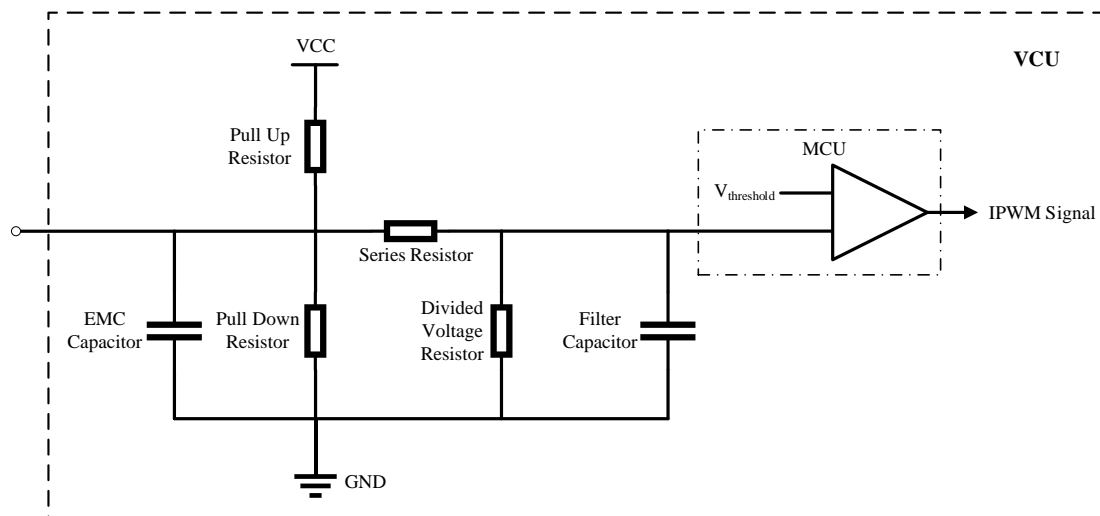 VCC
VCU
Pull Up
Resistor
MCU
Vthreshold
IPWM Signal
Series Resistor
EMC
Capacitor
Pull Down
Resistor
Divided
Voltage
Resistor
Filter
Capacitor
GND